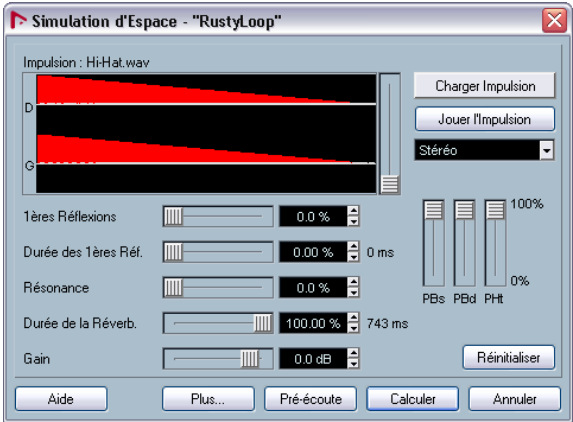 Simulation d'Espace - "RustyLoop"
Impulsion : Hi-Hat.wav
D
G
Charger Impulsion
Jouer l'Impulsion
Stéréo
1ères Réflexions 0.0 %
Durée des 1ères Réf. 0.00 % 0 ms
Résonance 0.0 %
Durée de la Réverb. 100.00 % 743 ms
Gain 0.0 dB
100%
0%
PBs PBd PHt
Réinitialiser
Aide Plus... Pré-écoute Calculer Annuler